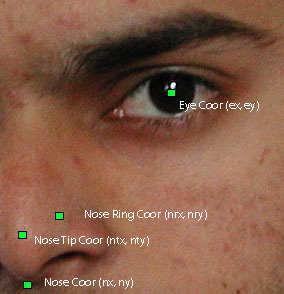 Eye Coor (ex, ey)
Nose Ring Coor (nrx, nry)
Nose Tip Coor (ntx, nty)
Nose Coor (nx, ny)